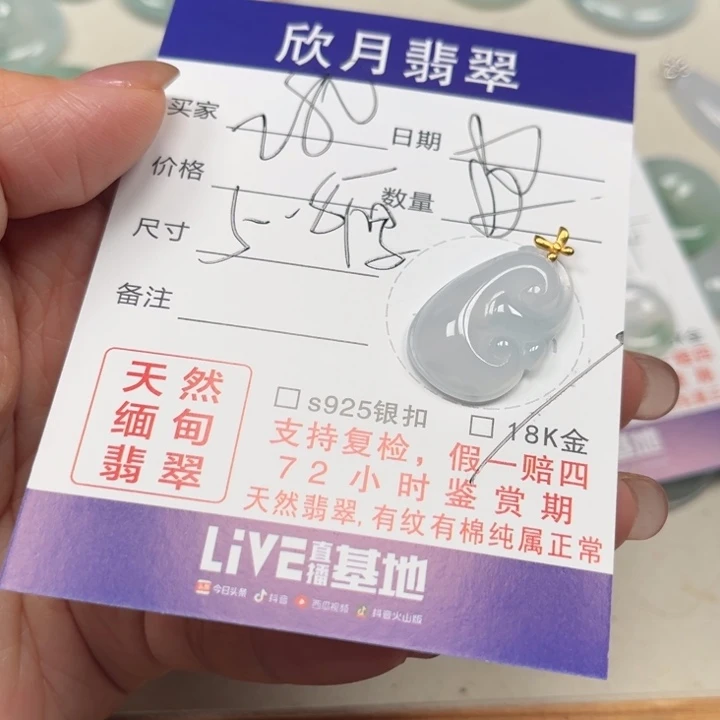 欣月翡翠
买家 280 日期
价格 数量
尺寸
备注
天然
缅甸
翡翠
□ s925银扣 □ 18K金
支持复检，假一赔四
72小时鉴赏期
天然翡翠,有纹有棉纯属正常
LiVE直播基地
头条 今日头条 抖音 西瓜视频 抖音火山版